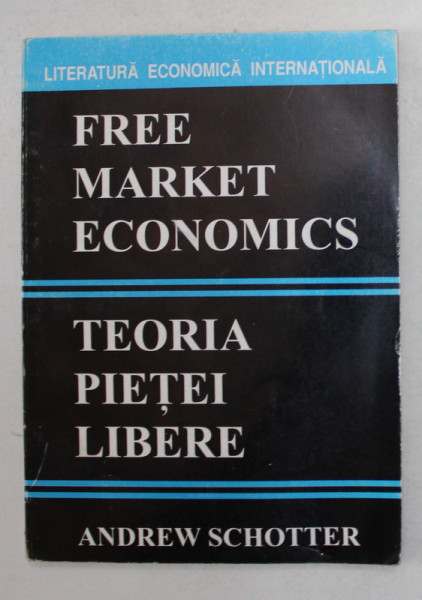 LITERATURĂ ECONOMICĂ INTERNAȚIONALĂ
FREE
MARKET
ECONOMICS
TEORIA
PIEȚEI
LIBERE
ANDREW SCHOTTER